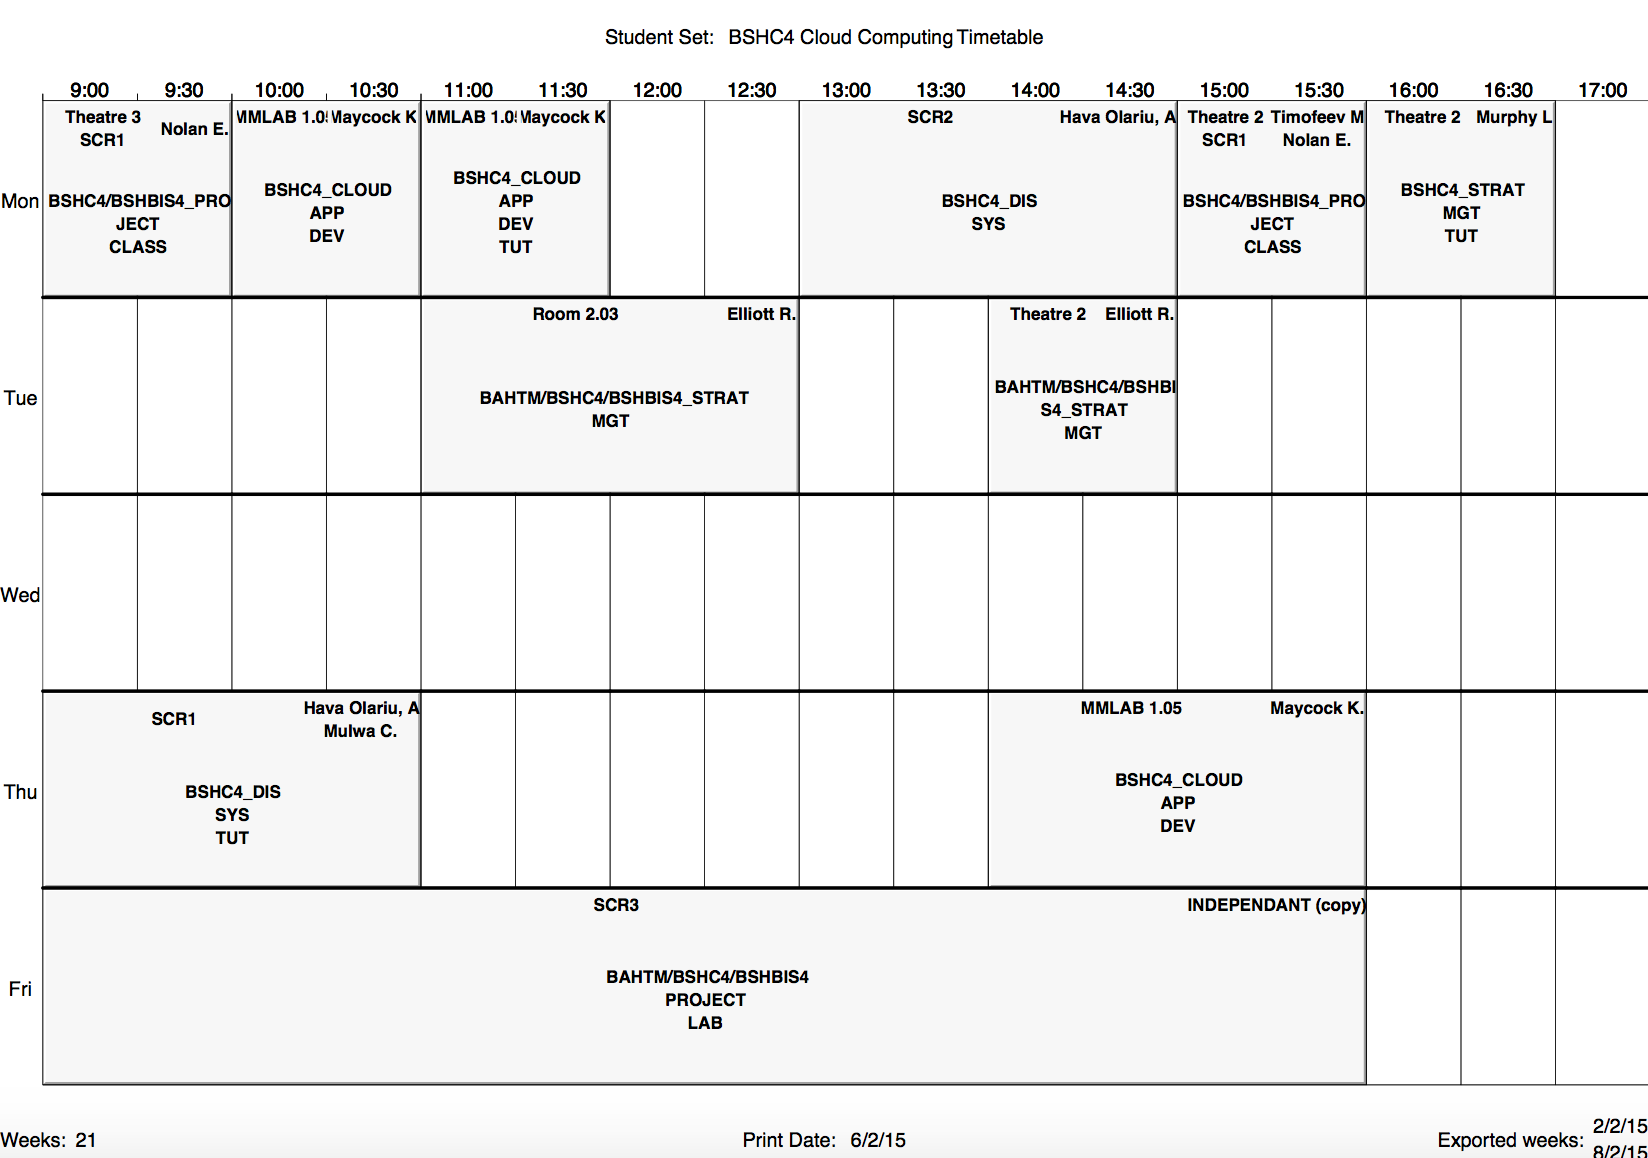 Student Set: BSHC4 Cloud Computing Timetable
9:00 9:30 10:00 10:30 11:00 11:30 12:00 12:30 13:00 13:30 14:00 14:30 15:00 15:30 16:00 16:30 17:00
Mon
Theatre 3
SCR1
Nolan E.
BSHC4/BSHBIS4_PRO
JECT
CLASS
MMLAB 1.0 Maycock K
BSHC4_CLOUD
APP
DEV
MMLAB 1.0 Maycock K
BSHC4_CLOUD
APP
DEV
TUT
SCR2 Hava Olariu, A
BSHC4_DIS
SYS
Theatre 2 Timofeev M
SCR1 Nolan E.
BSHC4/BSHBIS4_PRO
JECT
CLASS
Theatre 2 Murphy L
BSHC4_STRAT
MGT
TUT
Tue
Room 2.03 Elliott R.
BAHTM/BSHC4/BSHBIS4_STRAT
MGT
Theatre 2 Elliott R.
BAHTM/BSHC4/BSHBI
S4_STRAT
MGT
Wed
Thu
SCR1
Hava Olariu, A
Mulwa C.
BSHC4_DIS
SYS
TUT
MMLAB 1.05 Maycock K.
BSHC4_CLOUD
APP
DEV
Fri
SCR3 INDEPENDANT (copy)
BAHTM/BSHC4/BSHBIS4
PROJECT
LAB
Weeks: 21
Print Date: 6/2/15
Exported weeks:
2/2/15
8/2/15